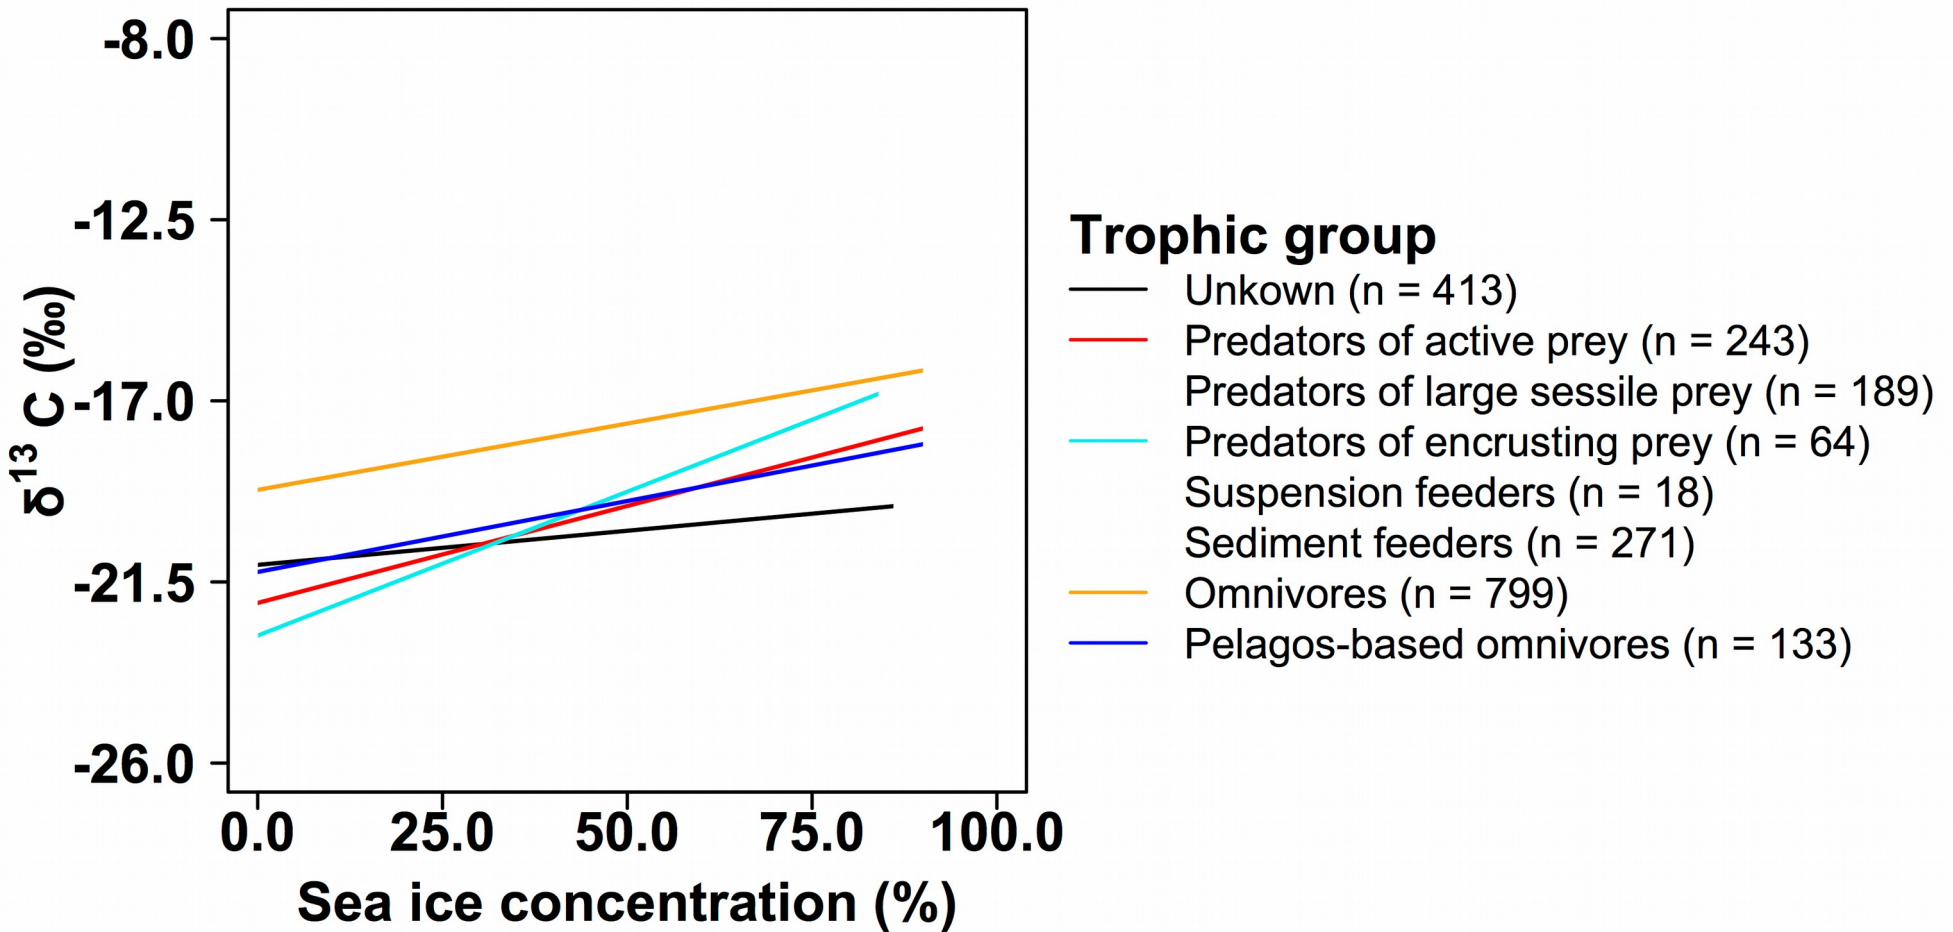 -8.0
-12.5
-17.0
-21.5
-26.0
δ13 C (‰)
0.0 25.0 50.0 75.0 100.0
Sea ice concentration (%)
Trophic group
Unkown (n = 413)
Predators of active prey (n = 243)
Predators of large sessile prey (n = 189)
Predators of encrusting prey (n = 64)
Suspension feeders (n = 18)
Sediment feeders (n = 271)
Omnivores (n = 799)
Pelagos-based omnivores (n = 133)